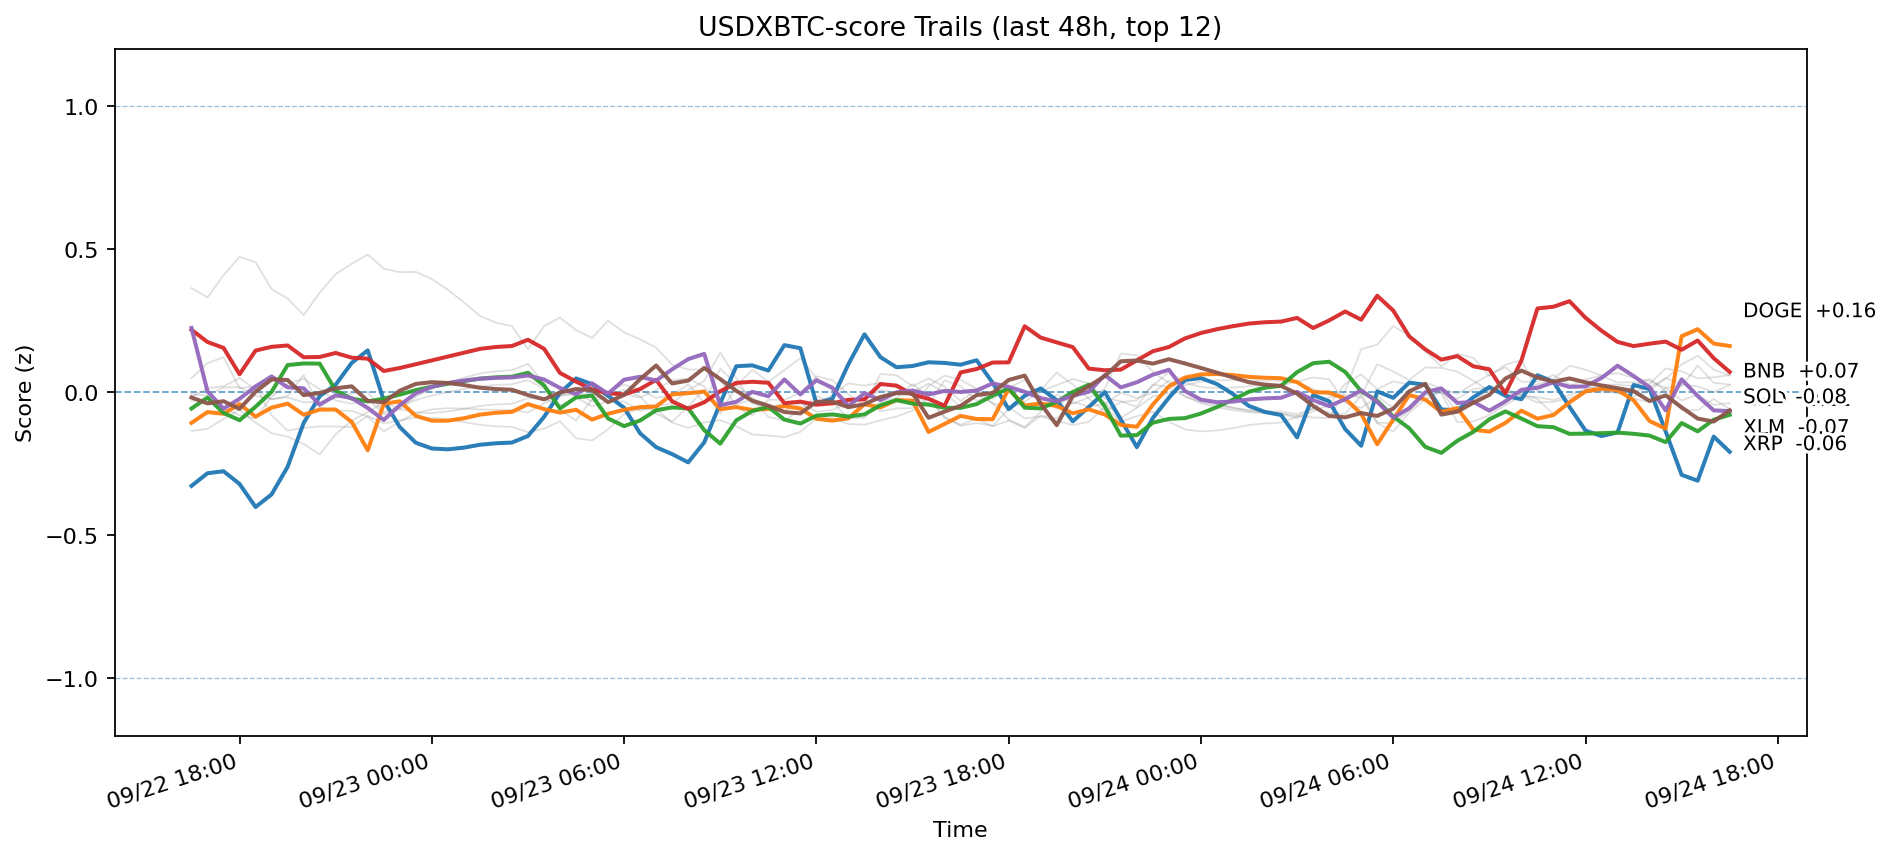 USDXBTC-score Trails (last 48h, top 12)
Score (z)
1.0
0.5
0.0
−0.5
−1.0
DOGE +0.16
BNB +0.07
SOL -0.08
XLM -0.07
XRP -0.06
09/22 18:00
09/23 00:00
09/23 06:00
09/23 12:00
09/23 18:00
09/24 00:00
09/24 06:00
09/24 12:00
09/24 18:00
Time